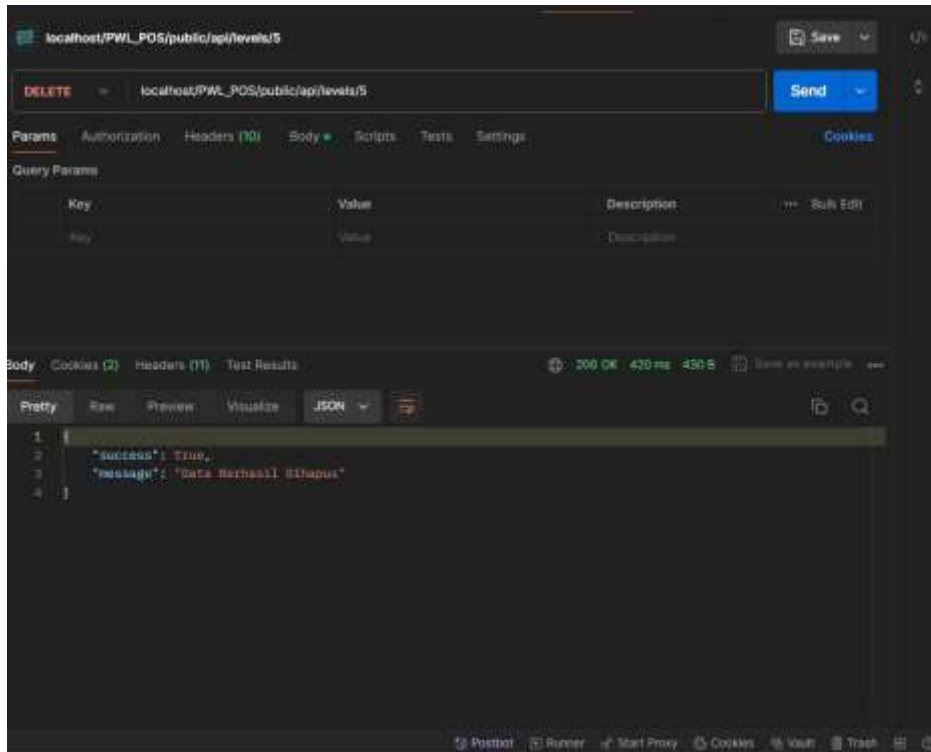 localhost/PWL_POS/public/api/levels/5
Save
DELETE localhost/PWL_POS/public/api/levels/5 Send
Params Authorization Headers (10) Body Scripts Tests Settings Cookies
Query Params
Key Value Description Bulk Edit
Key Value Description
Body Cookies (2) Headers (11) Test Results 200 OK 420 ms 430 B Save as example
Pretty Raw Preview Visualize JSON
1 {
2 "success": true,
3 "message": "Data Berhasil Dihapus"
4 }
Postbot Runner Start Proxy Cookies Vault Trash